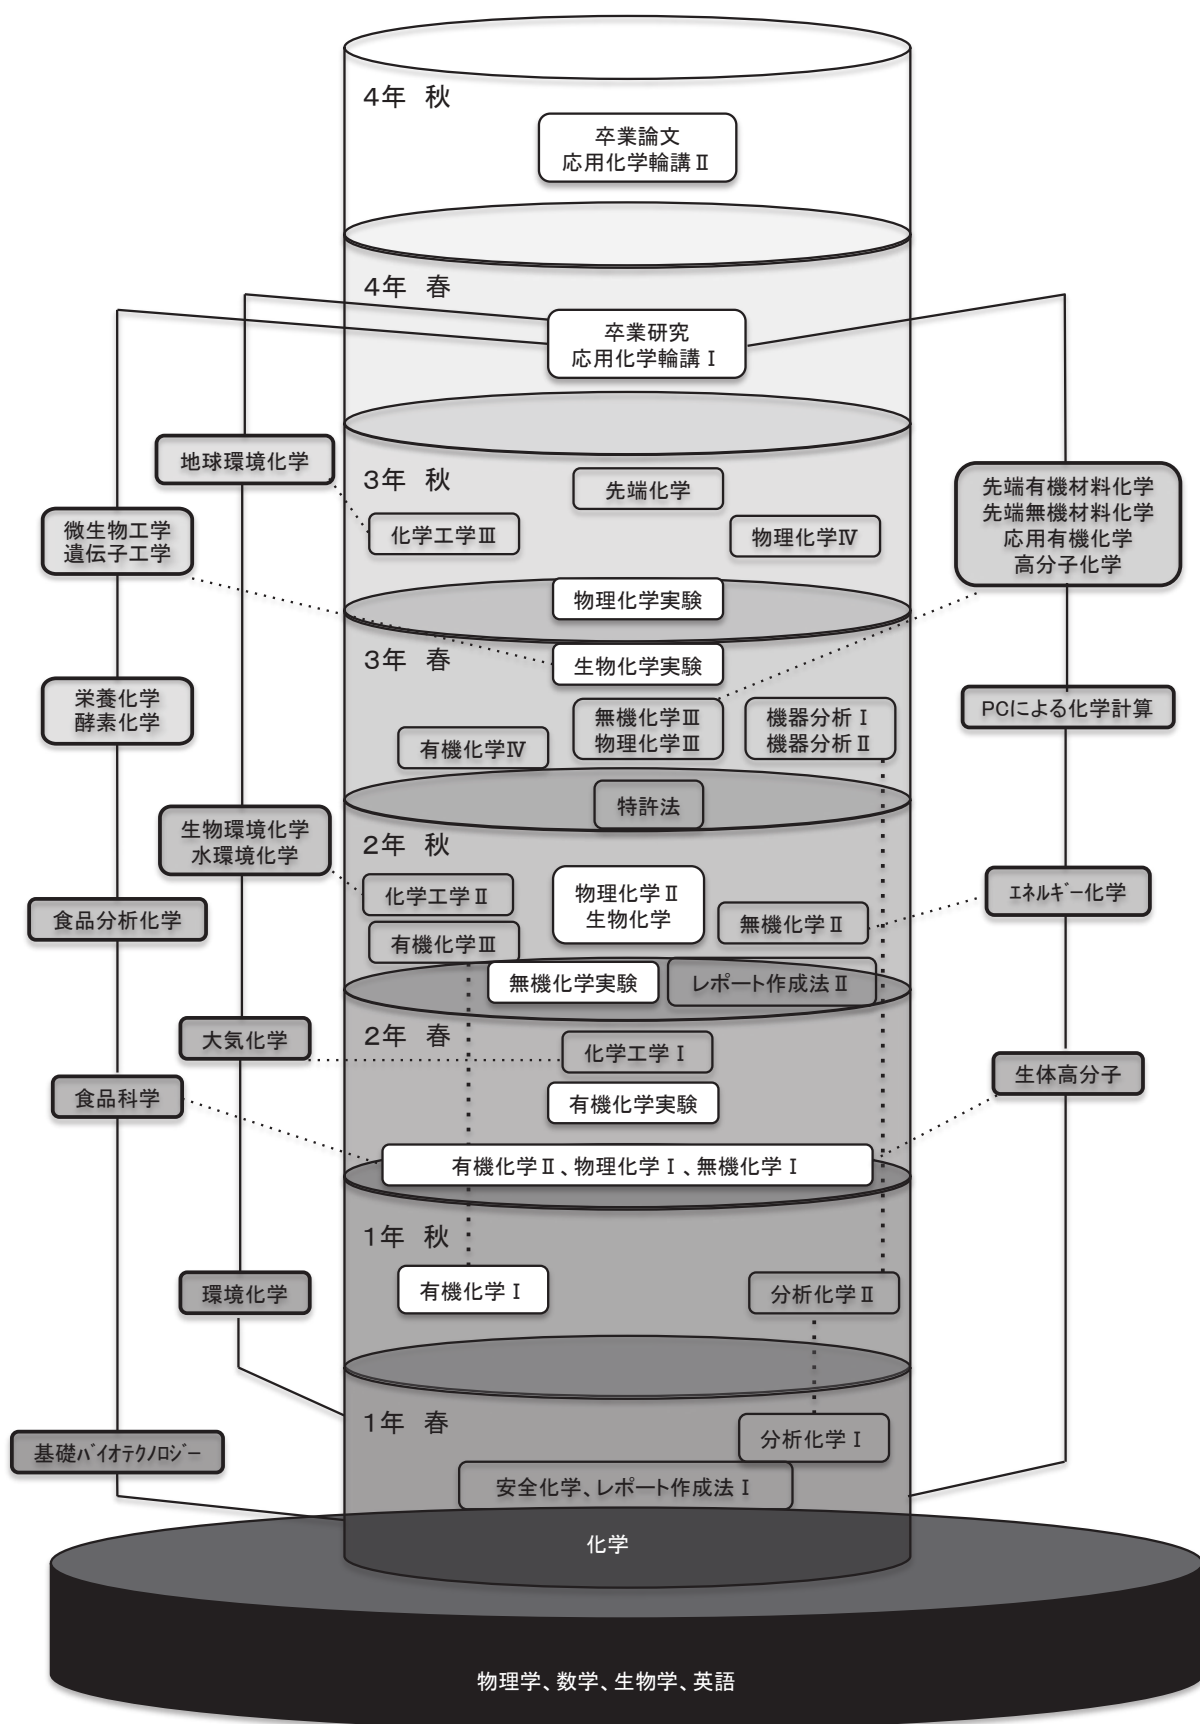 4年 秋
卒業論文
応用化学輪講Ⅱ
4年 春
卒業研究
応用化学輪講Ⅰ
地球環境化学
3年 秋
先端化学
化学工学Ⅲ
物理化学Ⅳ
微生物工学
遺伝子工学
先端有機材料化学
先端無機材料化学
応用有機化学
高分子化学
物理化学実験
3年 春
生物化学実験
栄養化学
酵素化学
無機化学Ⅲ
物理化学Ⅲ
機器分析Ⅰ
機器分析Ⅱ
PCによる化学計算
有機化学Ⅳ
特許法
生物環境化学
水環境化学
2年 秋
化学工学Ⅱ
物理化学Ⅱ
生物化学
エネルギー化学
食品分析化学
無機化学Ⅱ
有機化学Ⅲ
無機化学実験
レポート作成法Ⅱ
大気化学
2年 春
化学工学Ⅰ
生体高分子
食品科学
有機化学実験
有機化学Ⅱ、物理化学Ⅰ、無機化学Ⅰ
1年 秋
環境化学
有機化学Ⅰ
分析化学Ⅱ
1年 春
分析化学Ⅰ
基礎バイオテクノロジー
安全化学、レポート作成法Ⅰ
化学
物理学、数学、生物学、英語